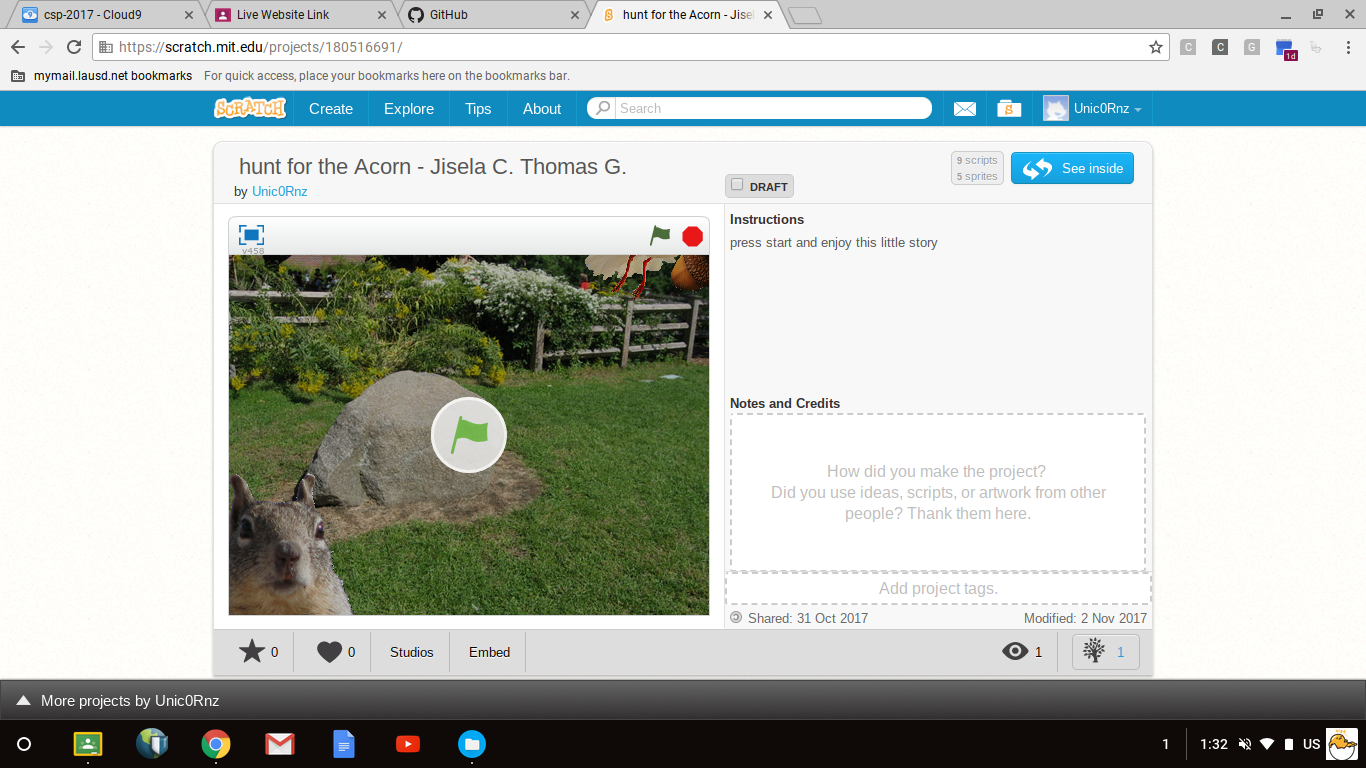 csp-2017 - Cloud9
Live Website Link
GitHub
hunt for the Acorn - Jisel
https://scratch.mit.edu/projects/180516691/
C
C
G
1d
mymail.lausd.net bookmarks
For quick access, place your bookmarks here on the bookmarks bar.
SCRATCH
Create
Explore
Tips
About
Search
S
Unic0Rnz
hunt for the Acorn - Jisela C. Thomas G.
by Unic0Rnz
DRAFT
9 scripts
5 sprites
See inside
v458
Instructions
press start and enjoy this little story
Notes and Credits
How did you make the project?
Did you use ideas, scripts, or artwork from other
people? Thank them here.
Add project tags.
Shared: 31 Oct 2017
Modified: 2 Nov 2017
0
0
Studios
Embed
1
1
More projects by Unic0Rnz
1
1:32
US